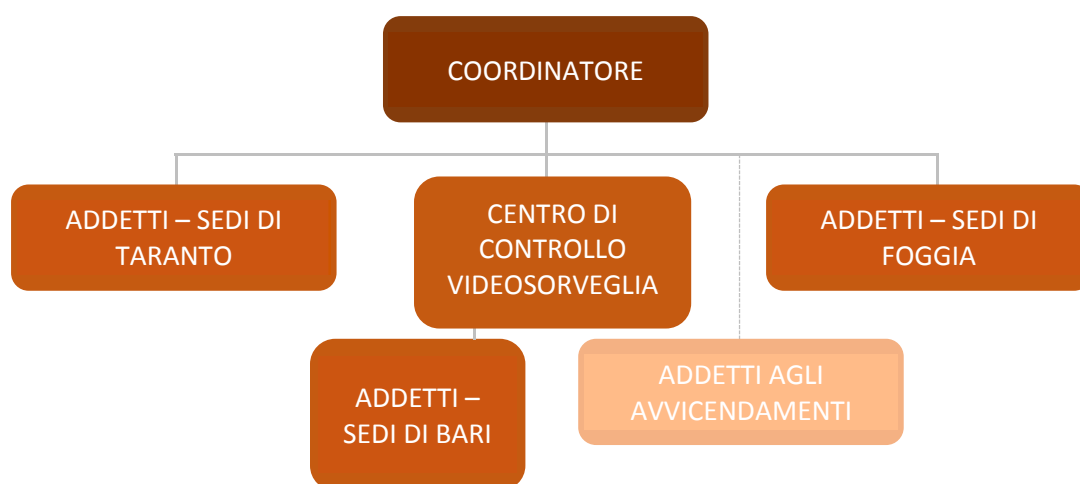 COORDINATORE
ADDETTI – SEDI DI
TARANTO
CENTRO DI
CONTROLLO
VIDEOSORVEGLIA
ADDETTI – SEDI DI
FOGGIA
ADDETTI –
SEDI DI BARI
ADDETTI AGLI
AVVICENDAMENTI